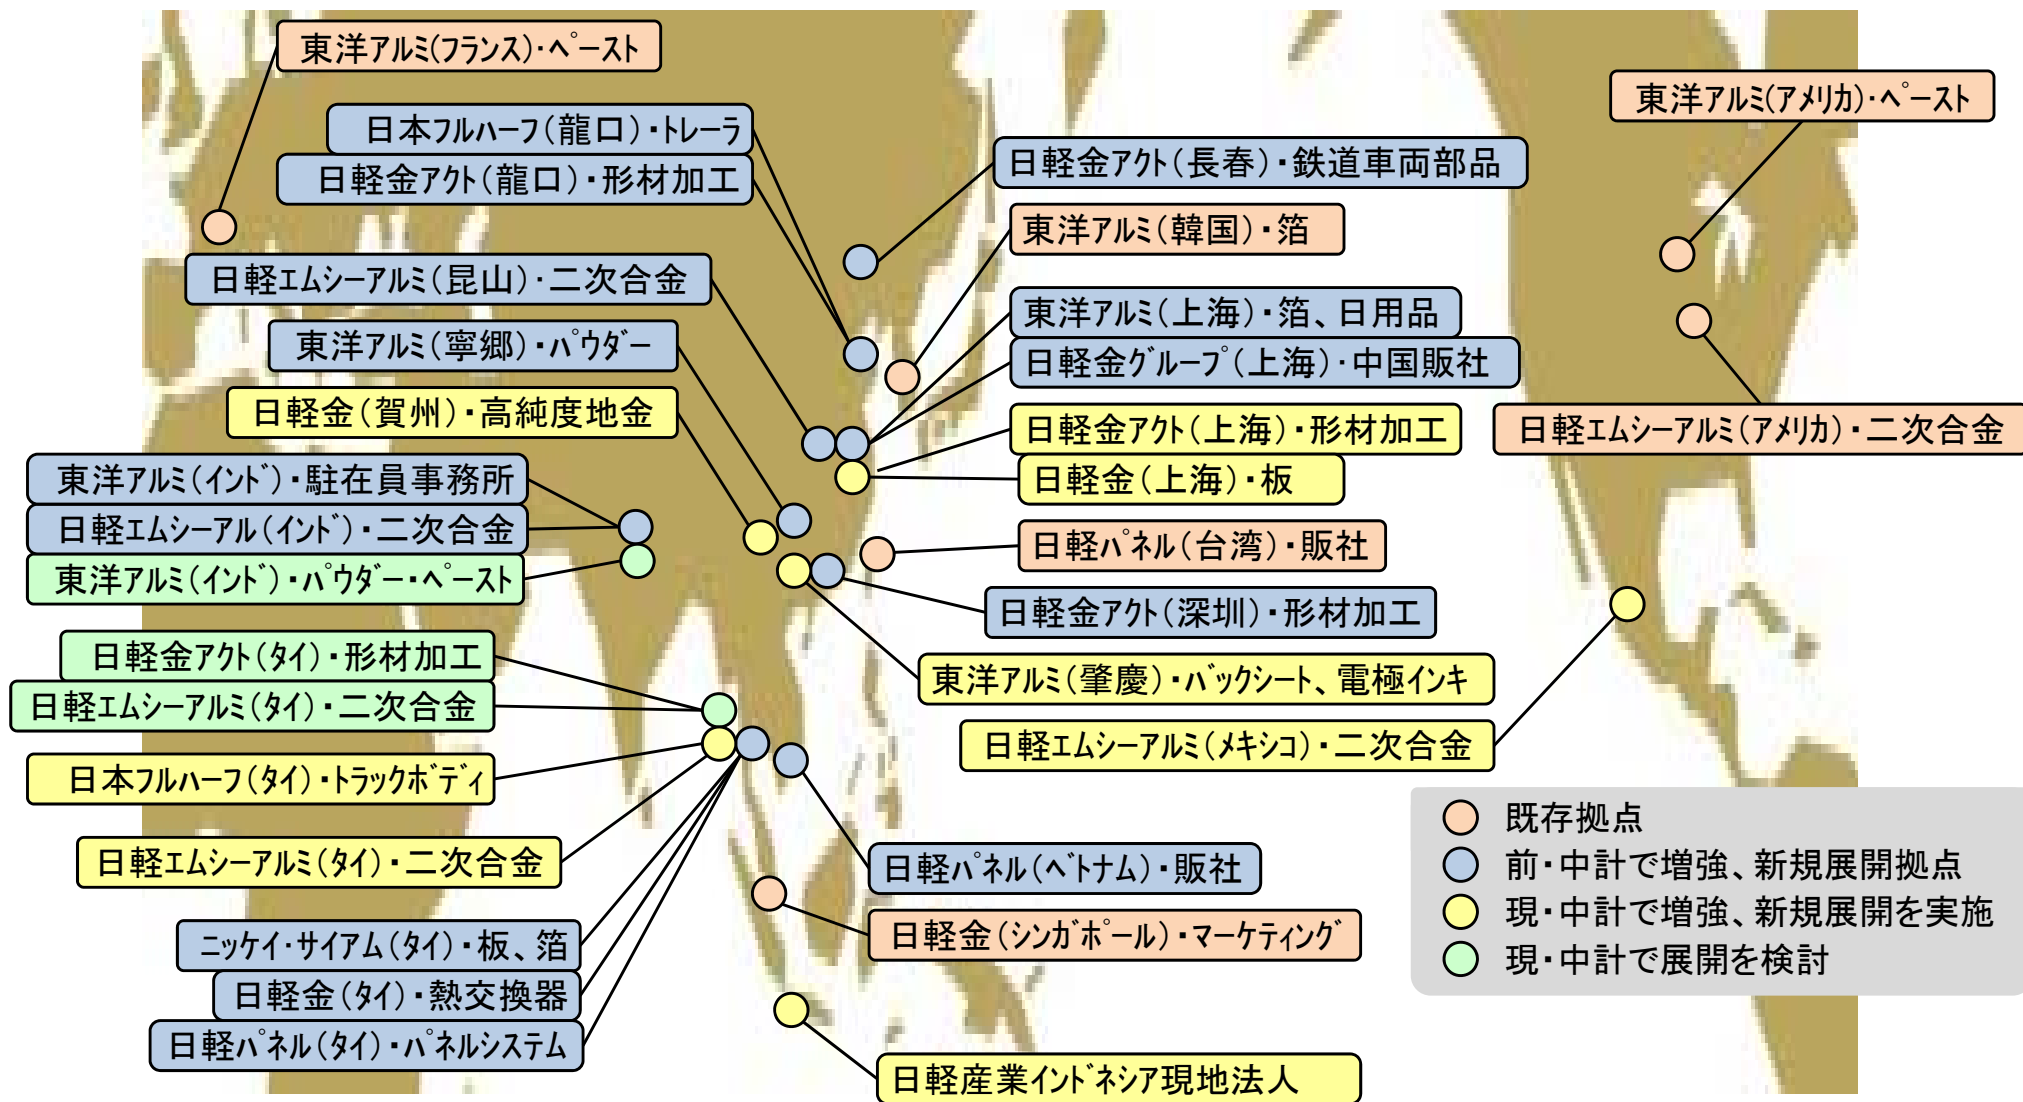 東洋アルミ(フランス)・ペースト
東洋アルミ(アメリカ)・ペースト
日本フルハーフ(龍口)・トレーラ
日軽金アクト(龍口)・形材加工
日軽金アクト(長春)・鉄道車両部品
東洋アルミ(韓国)・箔
日軽エムシーアルミ(昆山)・二次合金
東洋アルミ(上海)・箔、日用品
東洋アルミ(寧郷)・パウダー
日軽金グループ(上海)・中国販社
日軽金(賀州)・高純度地金
日軽金アクト(上海)・形材加工
日軽エムシーアルミ(アメリカ)・二次合金
東洋アルミ(インド)・駐在員事務所
日軽金(上海)・板
日軽エムシーアル(インド)・二次合金
日軽パネル(台湾)・販社
東洋アルミ(インド)・パウダー・ペースト
日軽金アクト(深圳)・形材加工
日軽金アクト(タイ)・形材加工
東洋アルミ(肇慶)・バックシート、電極インキ
日軽エムシーアルミ(タイ)・二次合金
日軽エムシーアルミ(メキシコ)・二次合金
日本フルハーフ(タイ)・トラックボディ
日軽エムシーアルミ(タイ)・二次合金
日軽パネル(ベトナム)・販社
日軽金(シンガポール)・マーケティング
ニッケイ・サイアム(タイ)・板、箔
日軽金(タイ)・熱交換器
日軽パネル(タイ)・パネルシステム
日軽産業インドネシア現地法人
既存拠点
前・中計で増強、新規展開拠点
現・中計で増強、新規展開を実施
現・中計で展開を検討